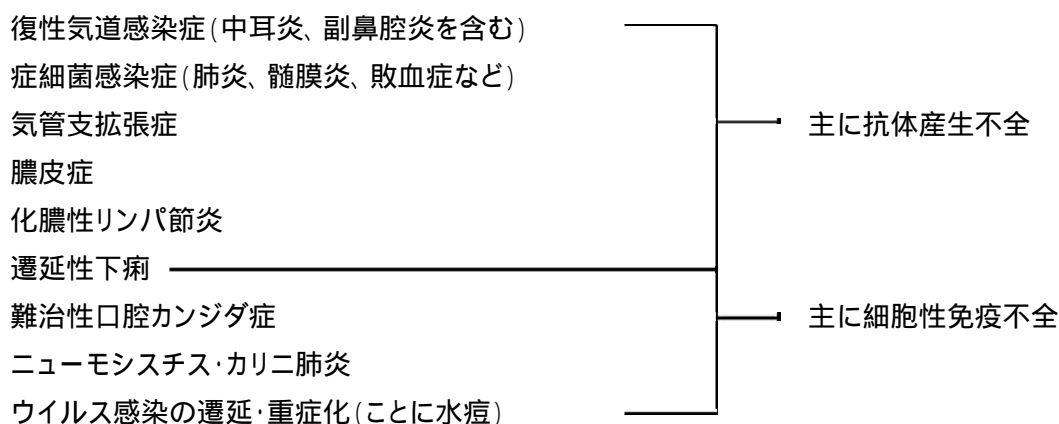 復性気道感染症(中耳炎、副鼻腔炎を含む)
症細菌感染症(肺炎、髄膜炎、敗血症など)
気管支拡張症
主に抗体産生不全
膿皮症
化膿性リンパ節炎
遷延性下痢
難治性口腔カンジダ症
主に細胞性免疫不全
ニューモシスチス・カリニ肺炎
ウイルス感染の遷延・重症化(ことに水痘)